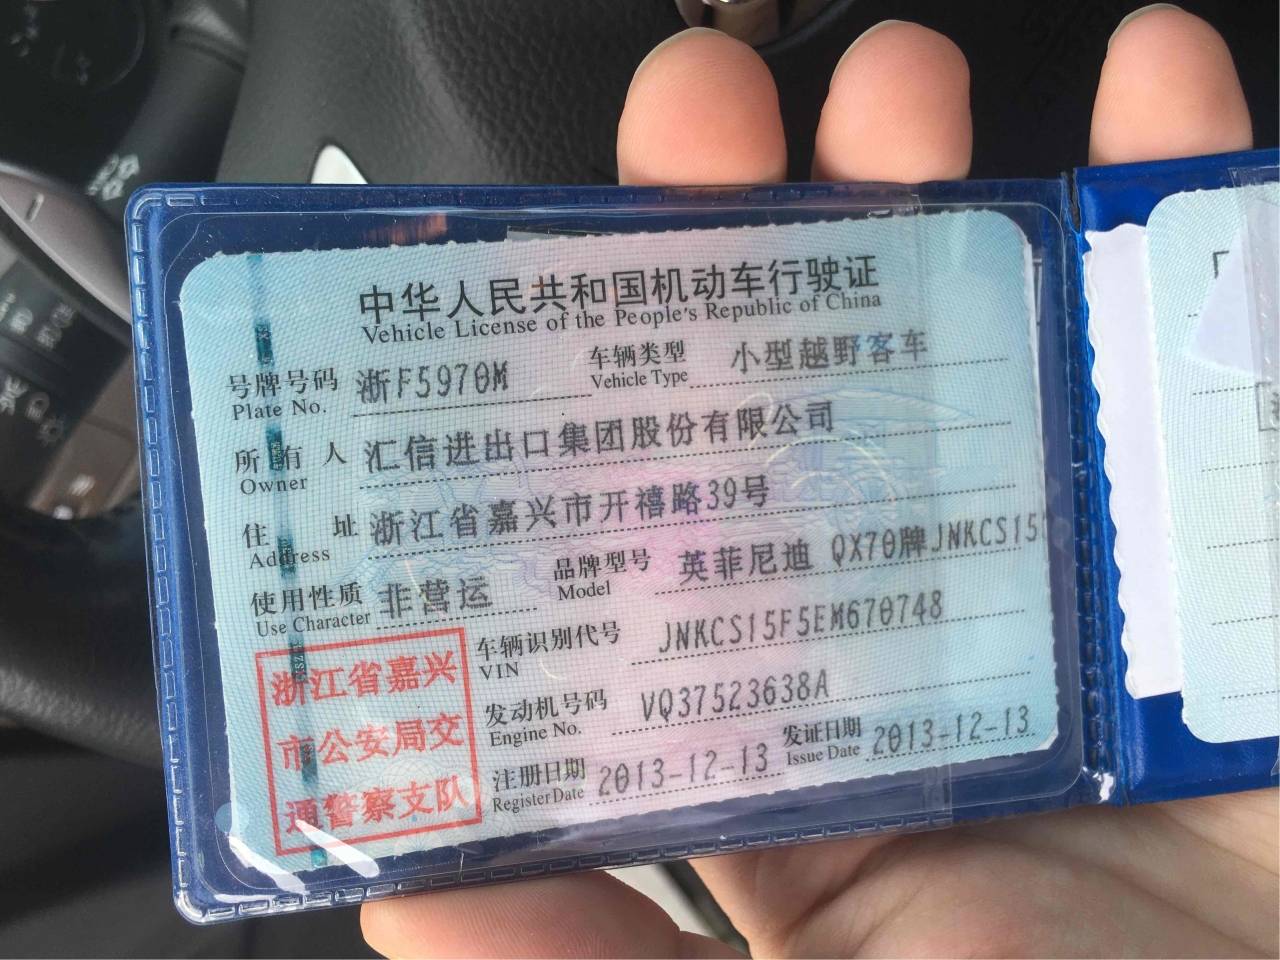 中华人民共和国机动车行驶证
Vehicle License of the People's Republic of China
号牌号码 浙F5970M 车辆类型 小型越野客车
Plate No. Vehicle Type
所有人 汇信进出口集团股份有限公司
Owner
住址 浙江省嘉兴市开禧路39号
Address
使用性质 非营运 品牌型号 英菲尼迪 QX70牌JNKCS15
Use Character Model
浙江省嘉兴
市公安局交
通警察支队
车辆识别代号 JNKCS15F5EM670748
VIN
发动机号码 VQ37523638A
Engine No.
注册日期 2013-12-13 发证日期 2013-12-13
Register Date Issue Date